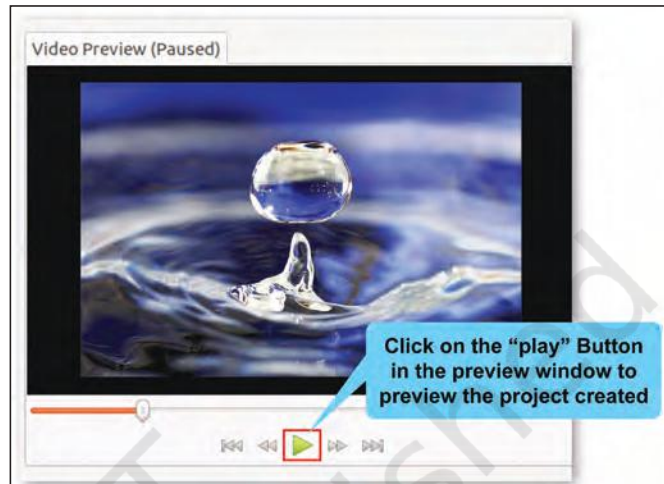 Video Preview (Paused)
Click on the “play” Button
in the preview window to
preview the project created